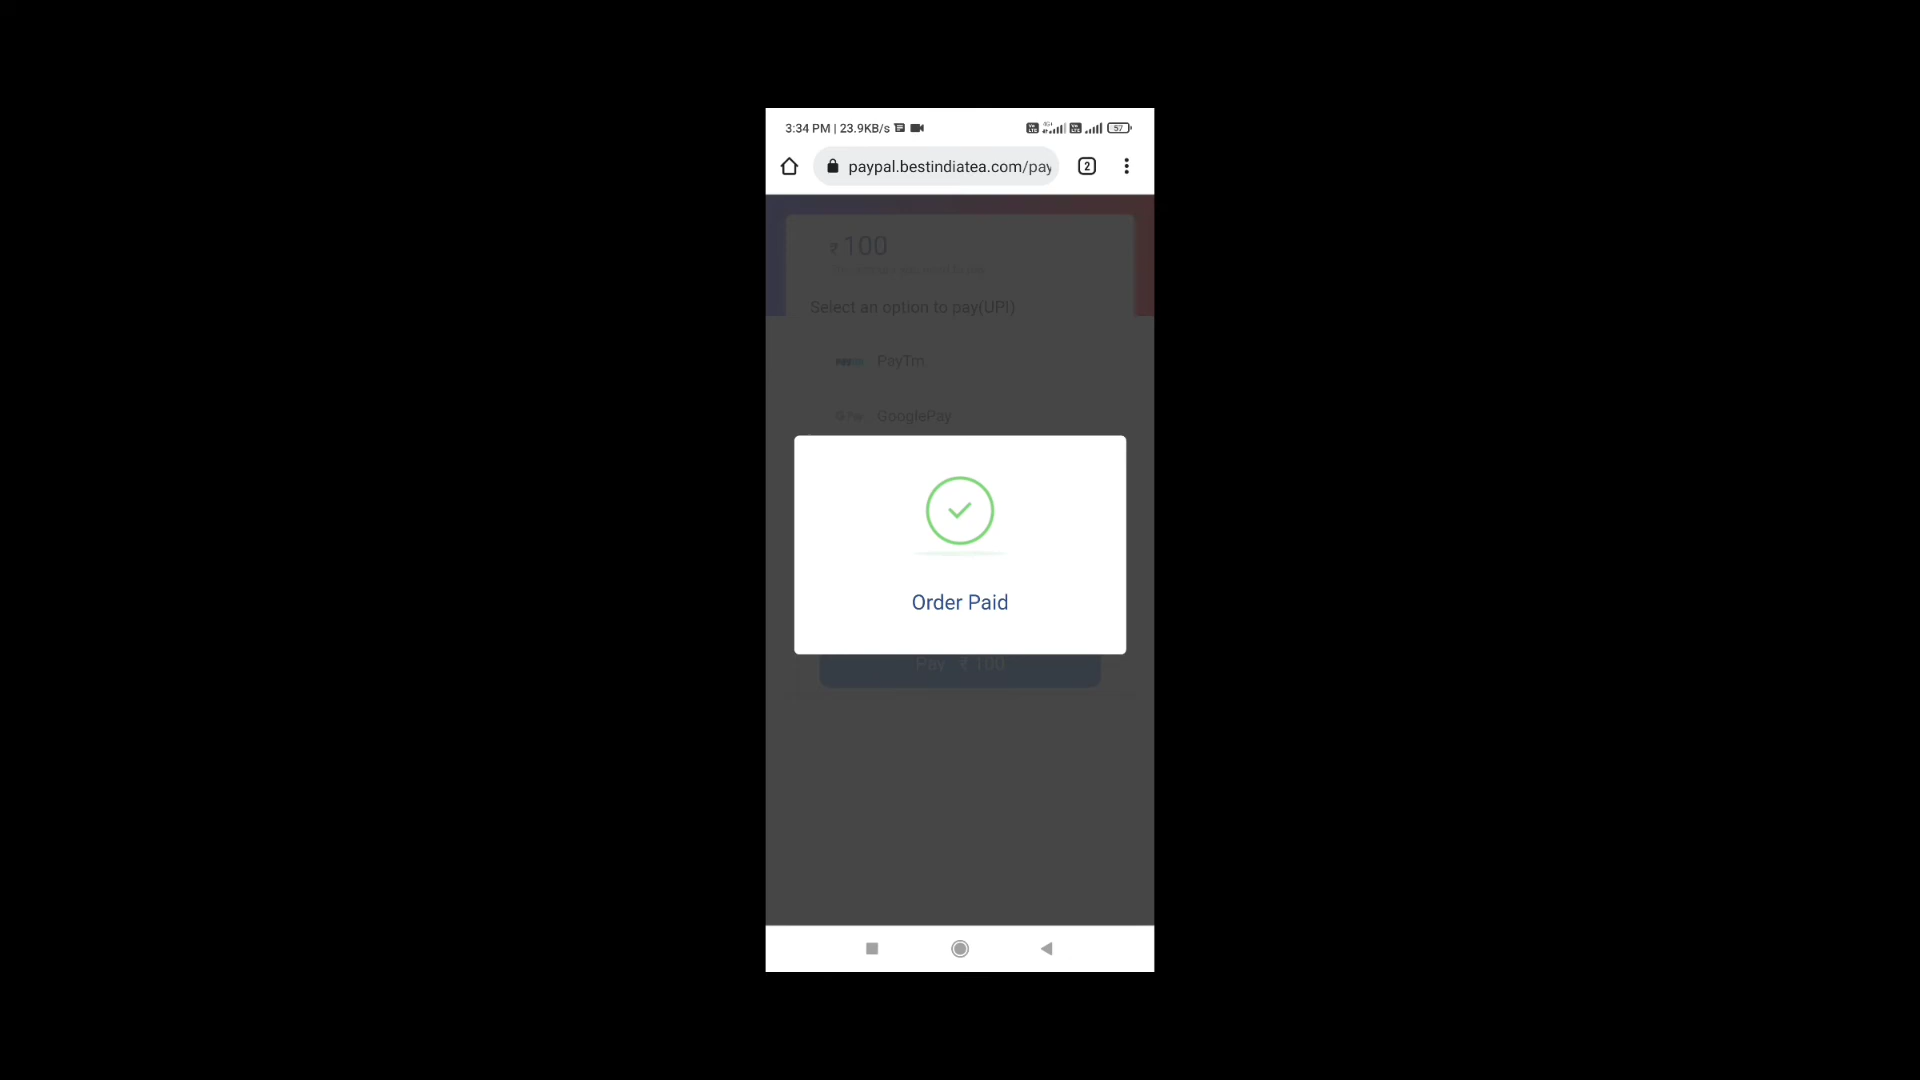 3:34 PM | 23.9KB/s
57
paypal.bestindiatea.com/pay
2
₹ 100
Select an option to pay(UPI))
PayTm
GooglePay
Order Paid
Pay ₹ 100